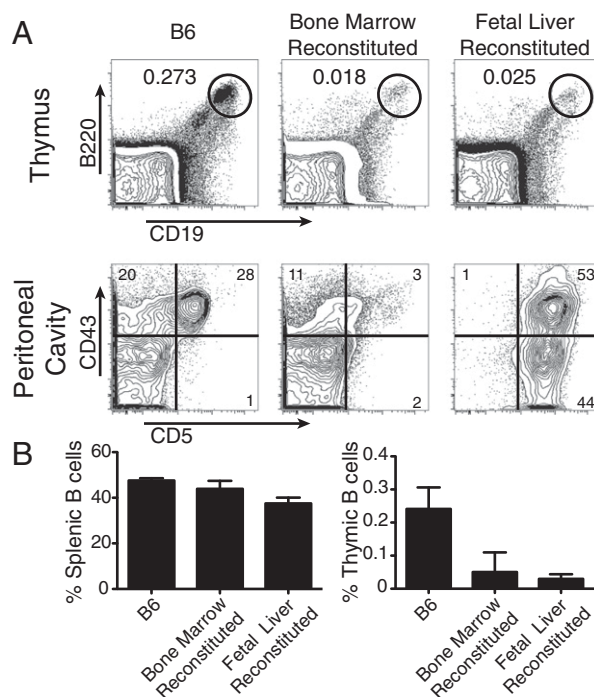 A
B6
Bone Marrow
Reconstituted
Fetal Liver
Reconstituted
Thymus
B220
0.273
0.018
0.025
CD19
Peritoneal
Cavity
CD43
20
28
1
11
3
2
1
53
44
CD5
B
% Splenic B cells
60
40
20
0
B6
Bone Marrow
Reconstituted
Fetal Liver
Reconstituted
% Thymic B cells
0.4
0.3
0.2
0.1
0
B6
Bone Marrow
Reconstituted
Fetal Liver
Reconstituted